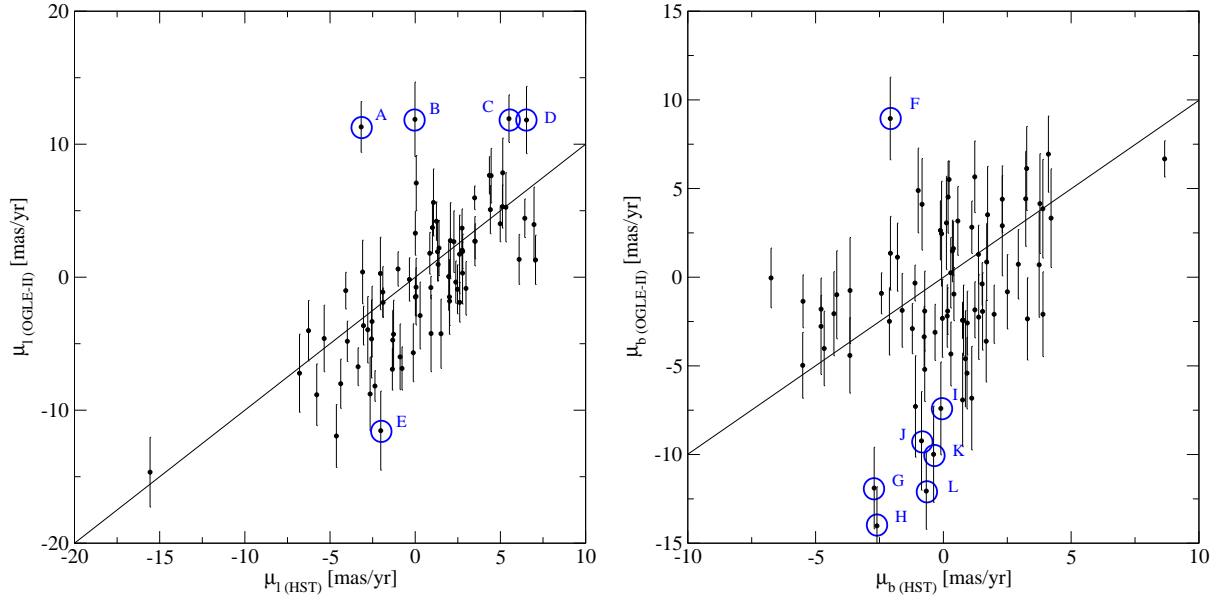 20
10
0
-10
-20
-20 -15 -10 -5 0 5 10
μl (HST) [mas/yr]
μl (OGLE-II) [mas/yr]
A
B
C
D
E
15
10
5
0
-5
-10
-15
-10 -5 0 5 10
μb (HST) [mas/yr]
μb (OGLE-II) [mas/yr]
F
I
J
K
G
L
H